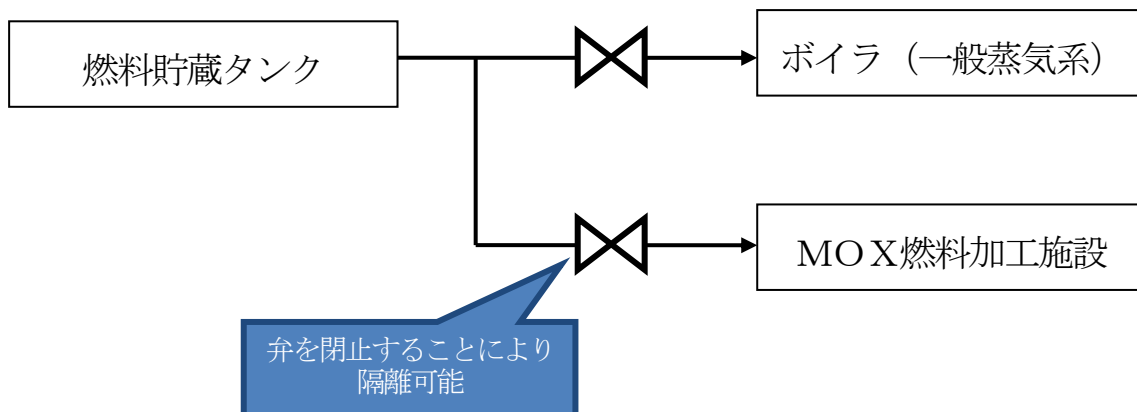 燃料貯蔵タンク
ボイラ（一般蒸気系）
ＭＯＸ燃料加工施設
弁を閉止することにより
隔離可能